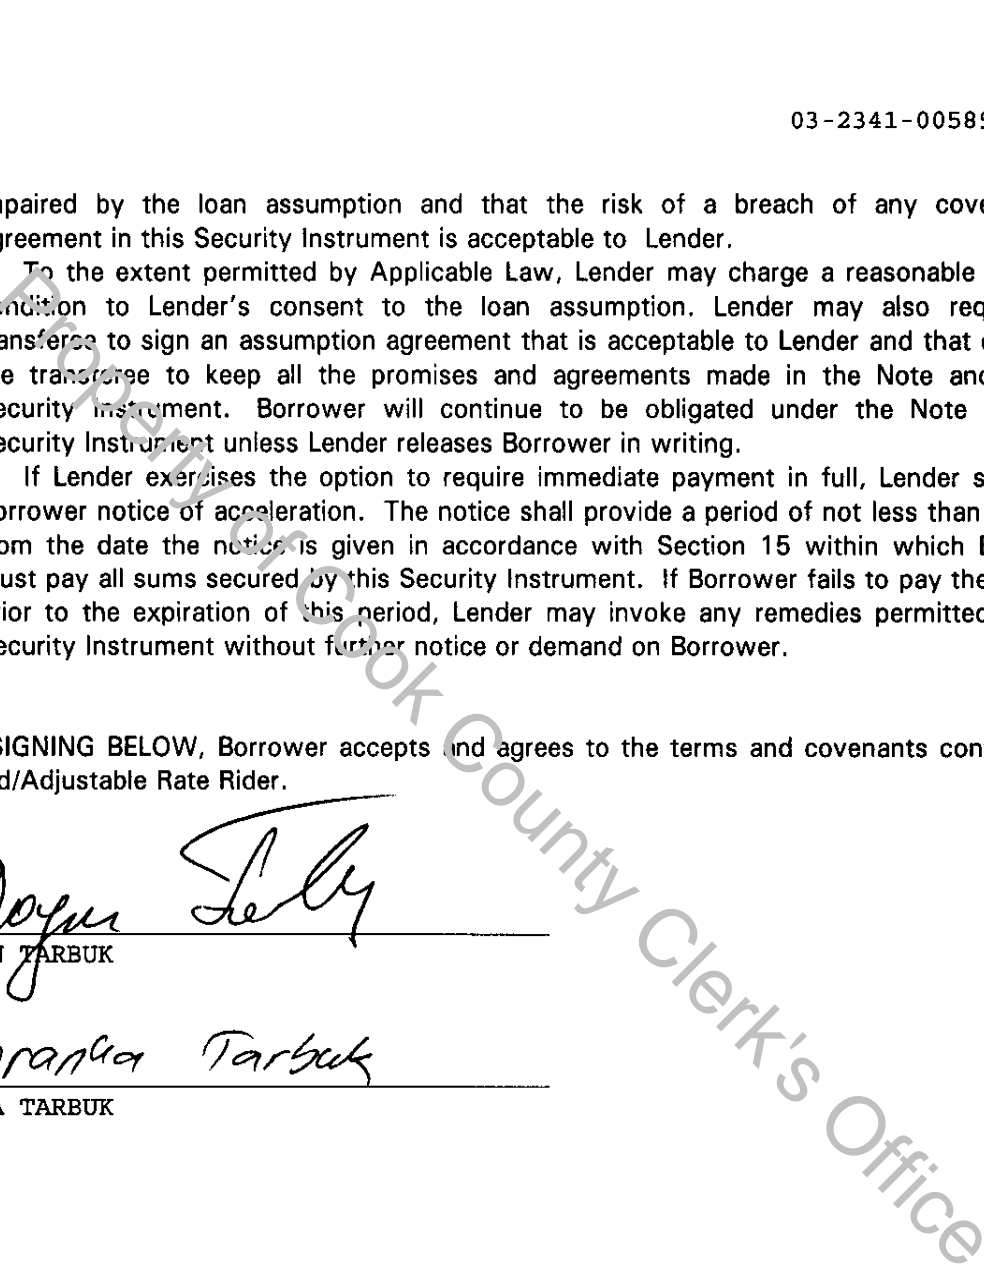 03-2341-00589
paired by the loan assumption and that the risk of a breach of any cove
greement in this Security Instrument is acceptable to Lender.
To the extent permitted by Applicable Law, Lender may charge a reasonable
ndition to Lender's consent to the loan assumption. Lender may also req
ansferee to sign an assumption agreement that is acceptable to Lender and that
e transferee to keep all the promises and agreements made in the Note and
ecurity Instrument. Borrower will continue to be obligated under the Note
ecurity Instrument unless Lender releases Borrower in writing.
If Lender exercises the option to require immediate payment in full, Lender s
orrower notice of acceleration. The notice shall provide a period of not less than
om the date the notice is given in accordance with Section 15 within which B
ust pay all sums secured by this Security Instrument. If Borrower fails to pay the
ior to the expiration of this period, Lender may invoke any remedies permitted
ecurity Instrument without further notice or demand on Borrower.
SIGNING BELOW, Borrower accepts and agrees to the terms and covenants con
d/Adjustable Rate Rider.
N TARBUK
ranka Tarbuk
A TARBUK
Property of Cook County Clerk's Office